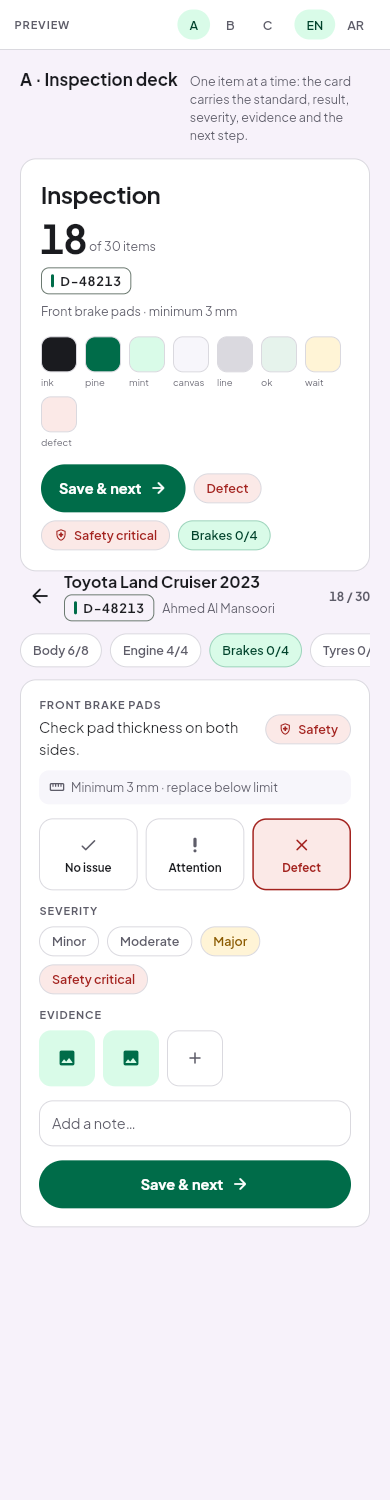 PREVIEW A B C EN AR
A · Inspection deck
One item at a time: the card
carries the standard, result,
severity, evidence and the
next step.
Inspection
18 of 30 items
D-48213
Front brake pads · minimum 3 mm
ink pine mint canvas line ok wait
defect
Save & next → Defect
Safety critical Brakes 0/4
← Toyota Land Cruiser 2023
D-48213 Ahmed Al Mansoori 18 / 30
Body 6/8 Engine 4/4 Brakes 0/4 Tyres 0/
FRONT BRAKE PADS
Check pad thickness on both
sides.
Safety
Minimum 3 mm · replace below limit
No issue Attention Defect
SEVERITY
Minor Moderate Major
Safety critical
EVIDENCE
+
Add a note...
Save & next →